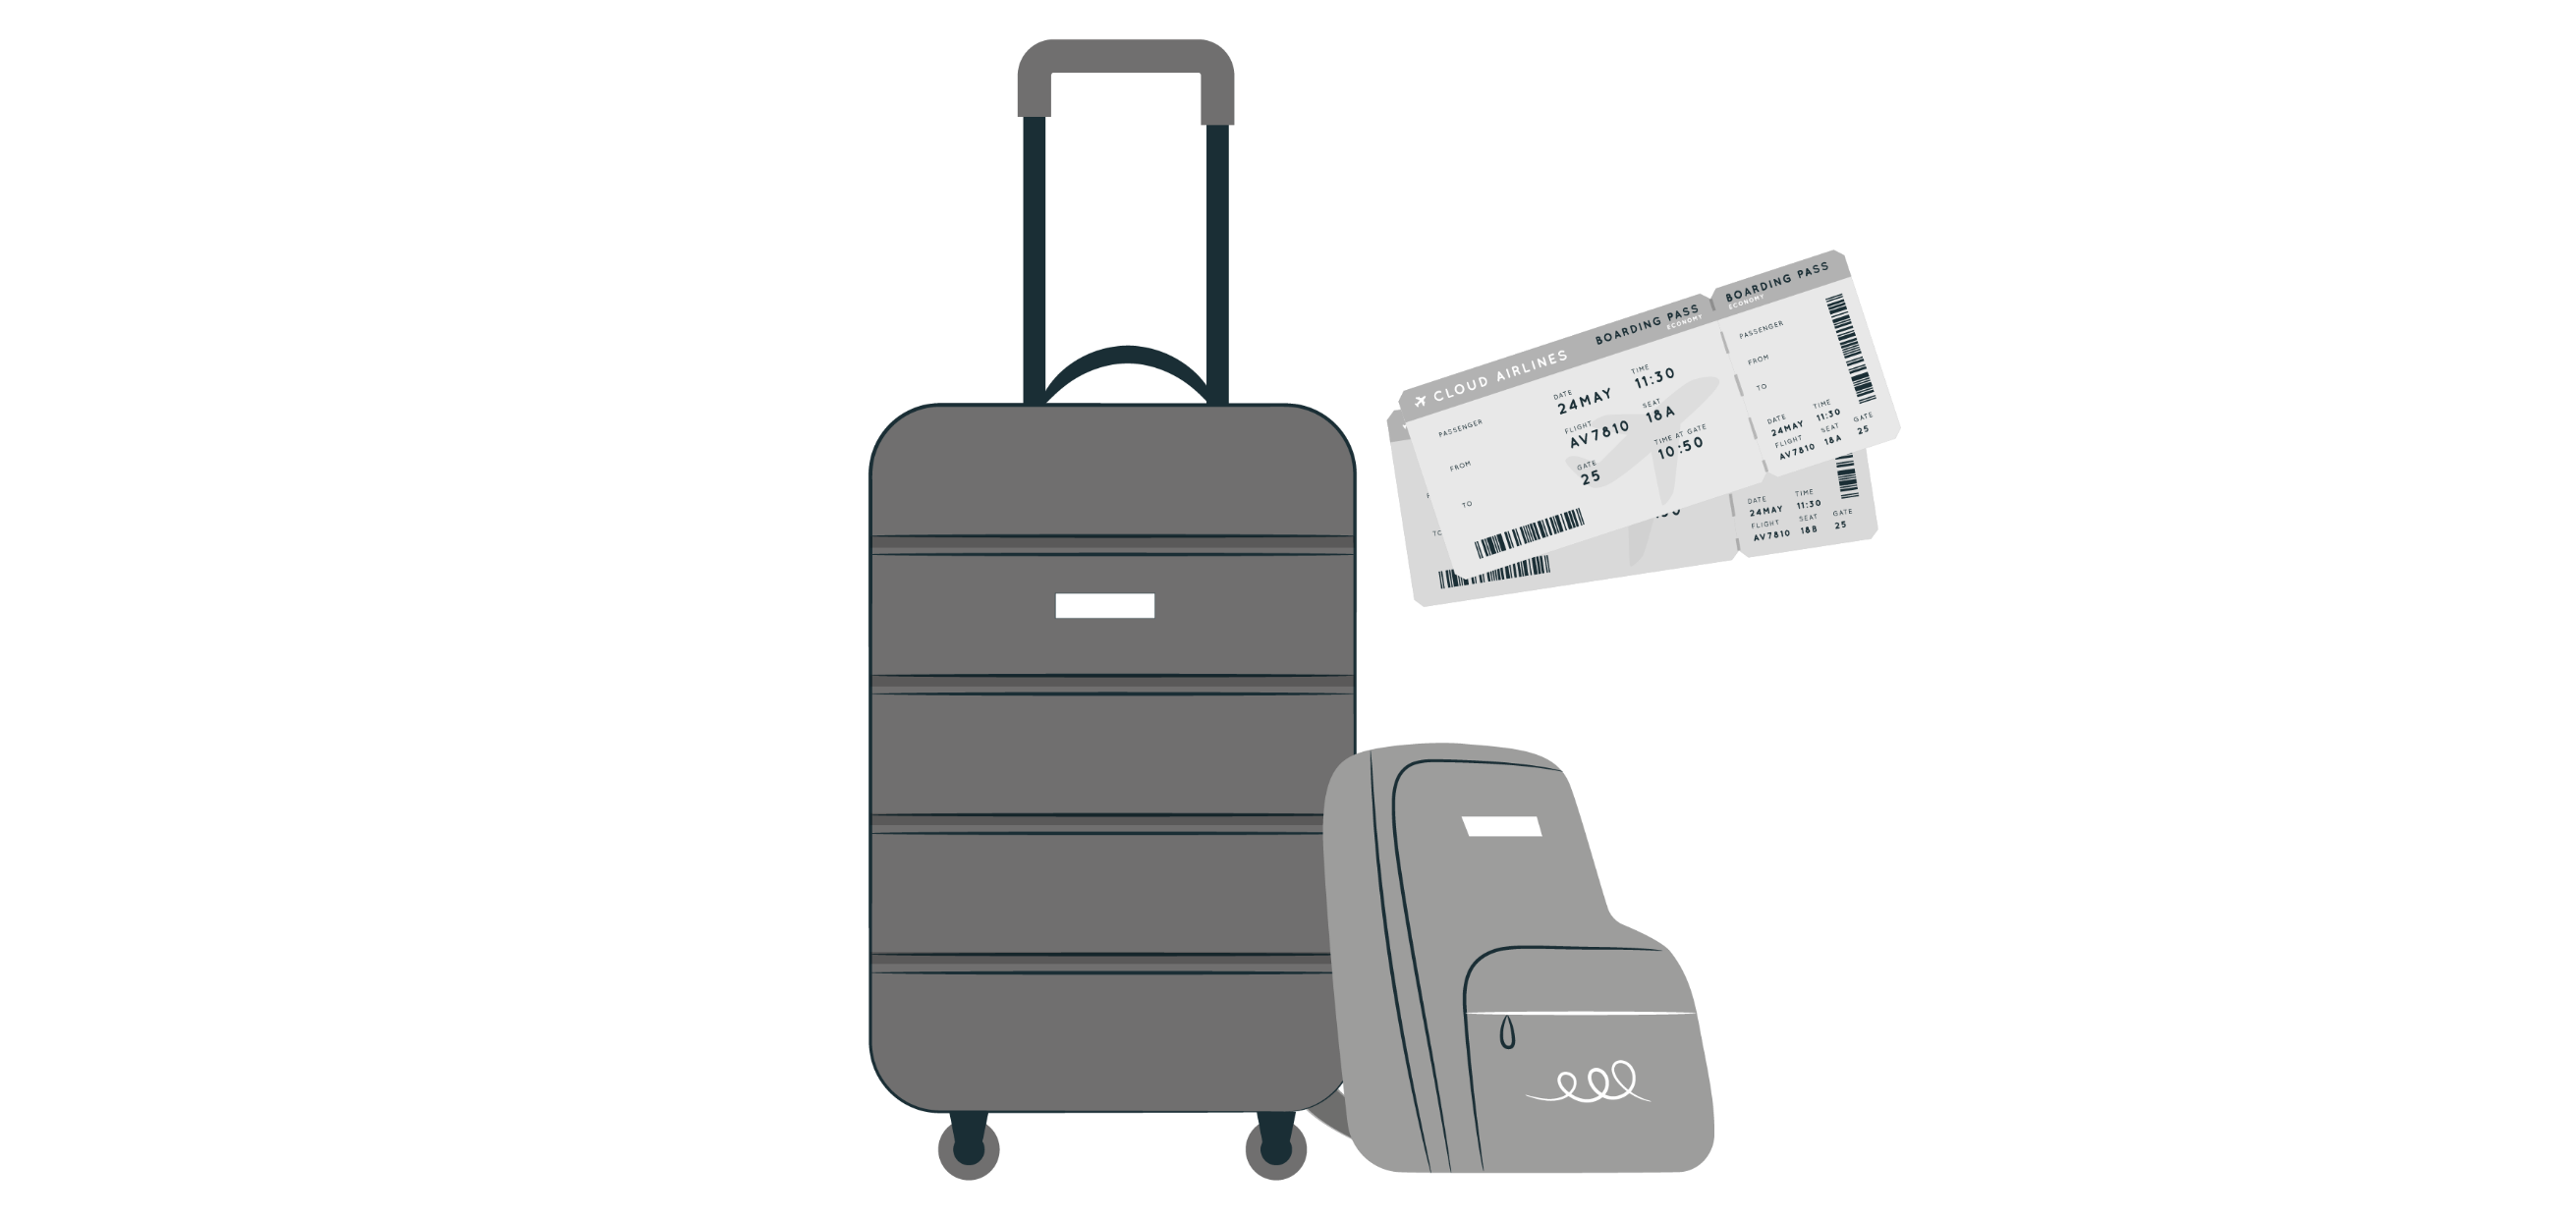 CLOUD AIRLINES
BOARDING PASS
ECONOMY
PASSENGER
FROM
TO
DATE
24MAY
TIME
11:30
FLIGHT
AV7810
SEAT
18A
GATE
25
TIME AT GATE
10:50
BOARDING PASS
ECONOMY
PASSENGER
FROM
TO
DATE TIME
24MAY 11:30
FLIGHT SEAT GATE
AV7810 18A 25
DATE TIME
24MAY 11:30
FLIGHT SEAT GATE
AV7810 18B 25